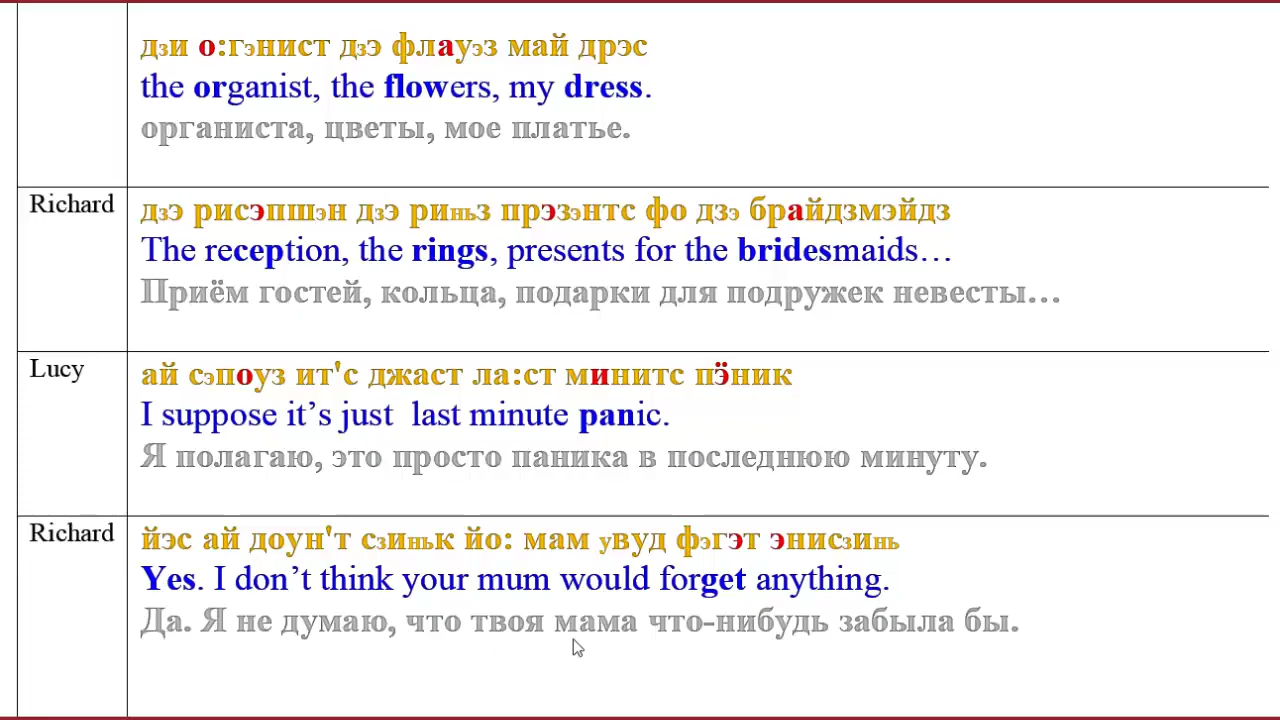 дзи о:гэнист дзэ флауэз май дрэс
the organist, the flowers, my dress.
органиста, цветы, мое платье.
Richard
дзэ рисэпшэн дзэ риньз прэзэнтс фо дзэ брайдзмэйдз
The reception, the rings, presents for the bridesmaids…
Приём гостей, кольца, подарки для подружек невесты…
Lucy
ай сэпоуз ит'с джаст ла:ст минитс пӭник
I suppose it’s just last minute panic.
Я полагаю, это просто паника в последнюю минуту.
Richard
йэс ай доун'т сзинък йо: мам увуд фэгэт энисзинь
Yes. I don’t think your mum would forget anything.
Да. Я не думаю, что твоя мама что-нибудь забыла бы.